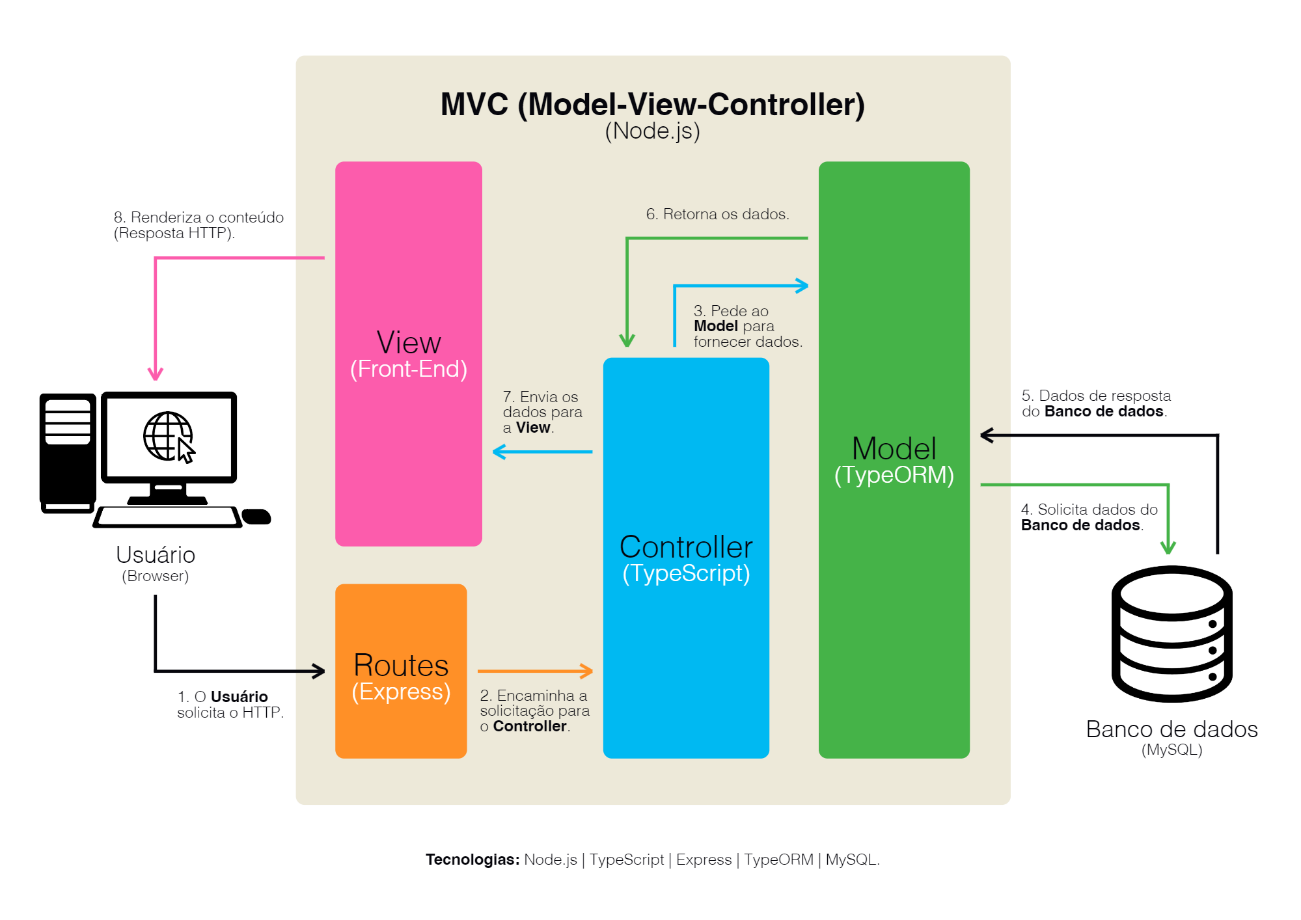 MVC (Model-View-Controller)
(Node.js)
8. Renderiza o conteúdo
(Resposta HTTP).
6. Retorna os dados.
3. Pede ao
Model para
fornecer dados.
View
(Front-End)
7. Envia os
dados para
a View.
5. Dados de resposta
do Banco de dados.
Model
(TypeORM)
4. Solicita dados do
Banco de dados.
Controller
(TypeScript)
Usuário
(Browser)
Routes
(Express)
1. O Usuário
solicita o HTTP.
2. Encaminha a
solicitação para
o Controller.
Banco de dados
(MySQL)
Tecnologias: Node.js | TypeScript | Express | TypeORM | MySQL.